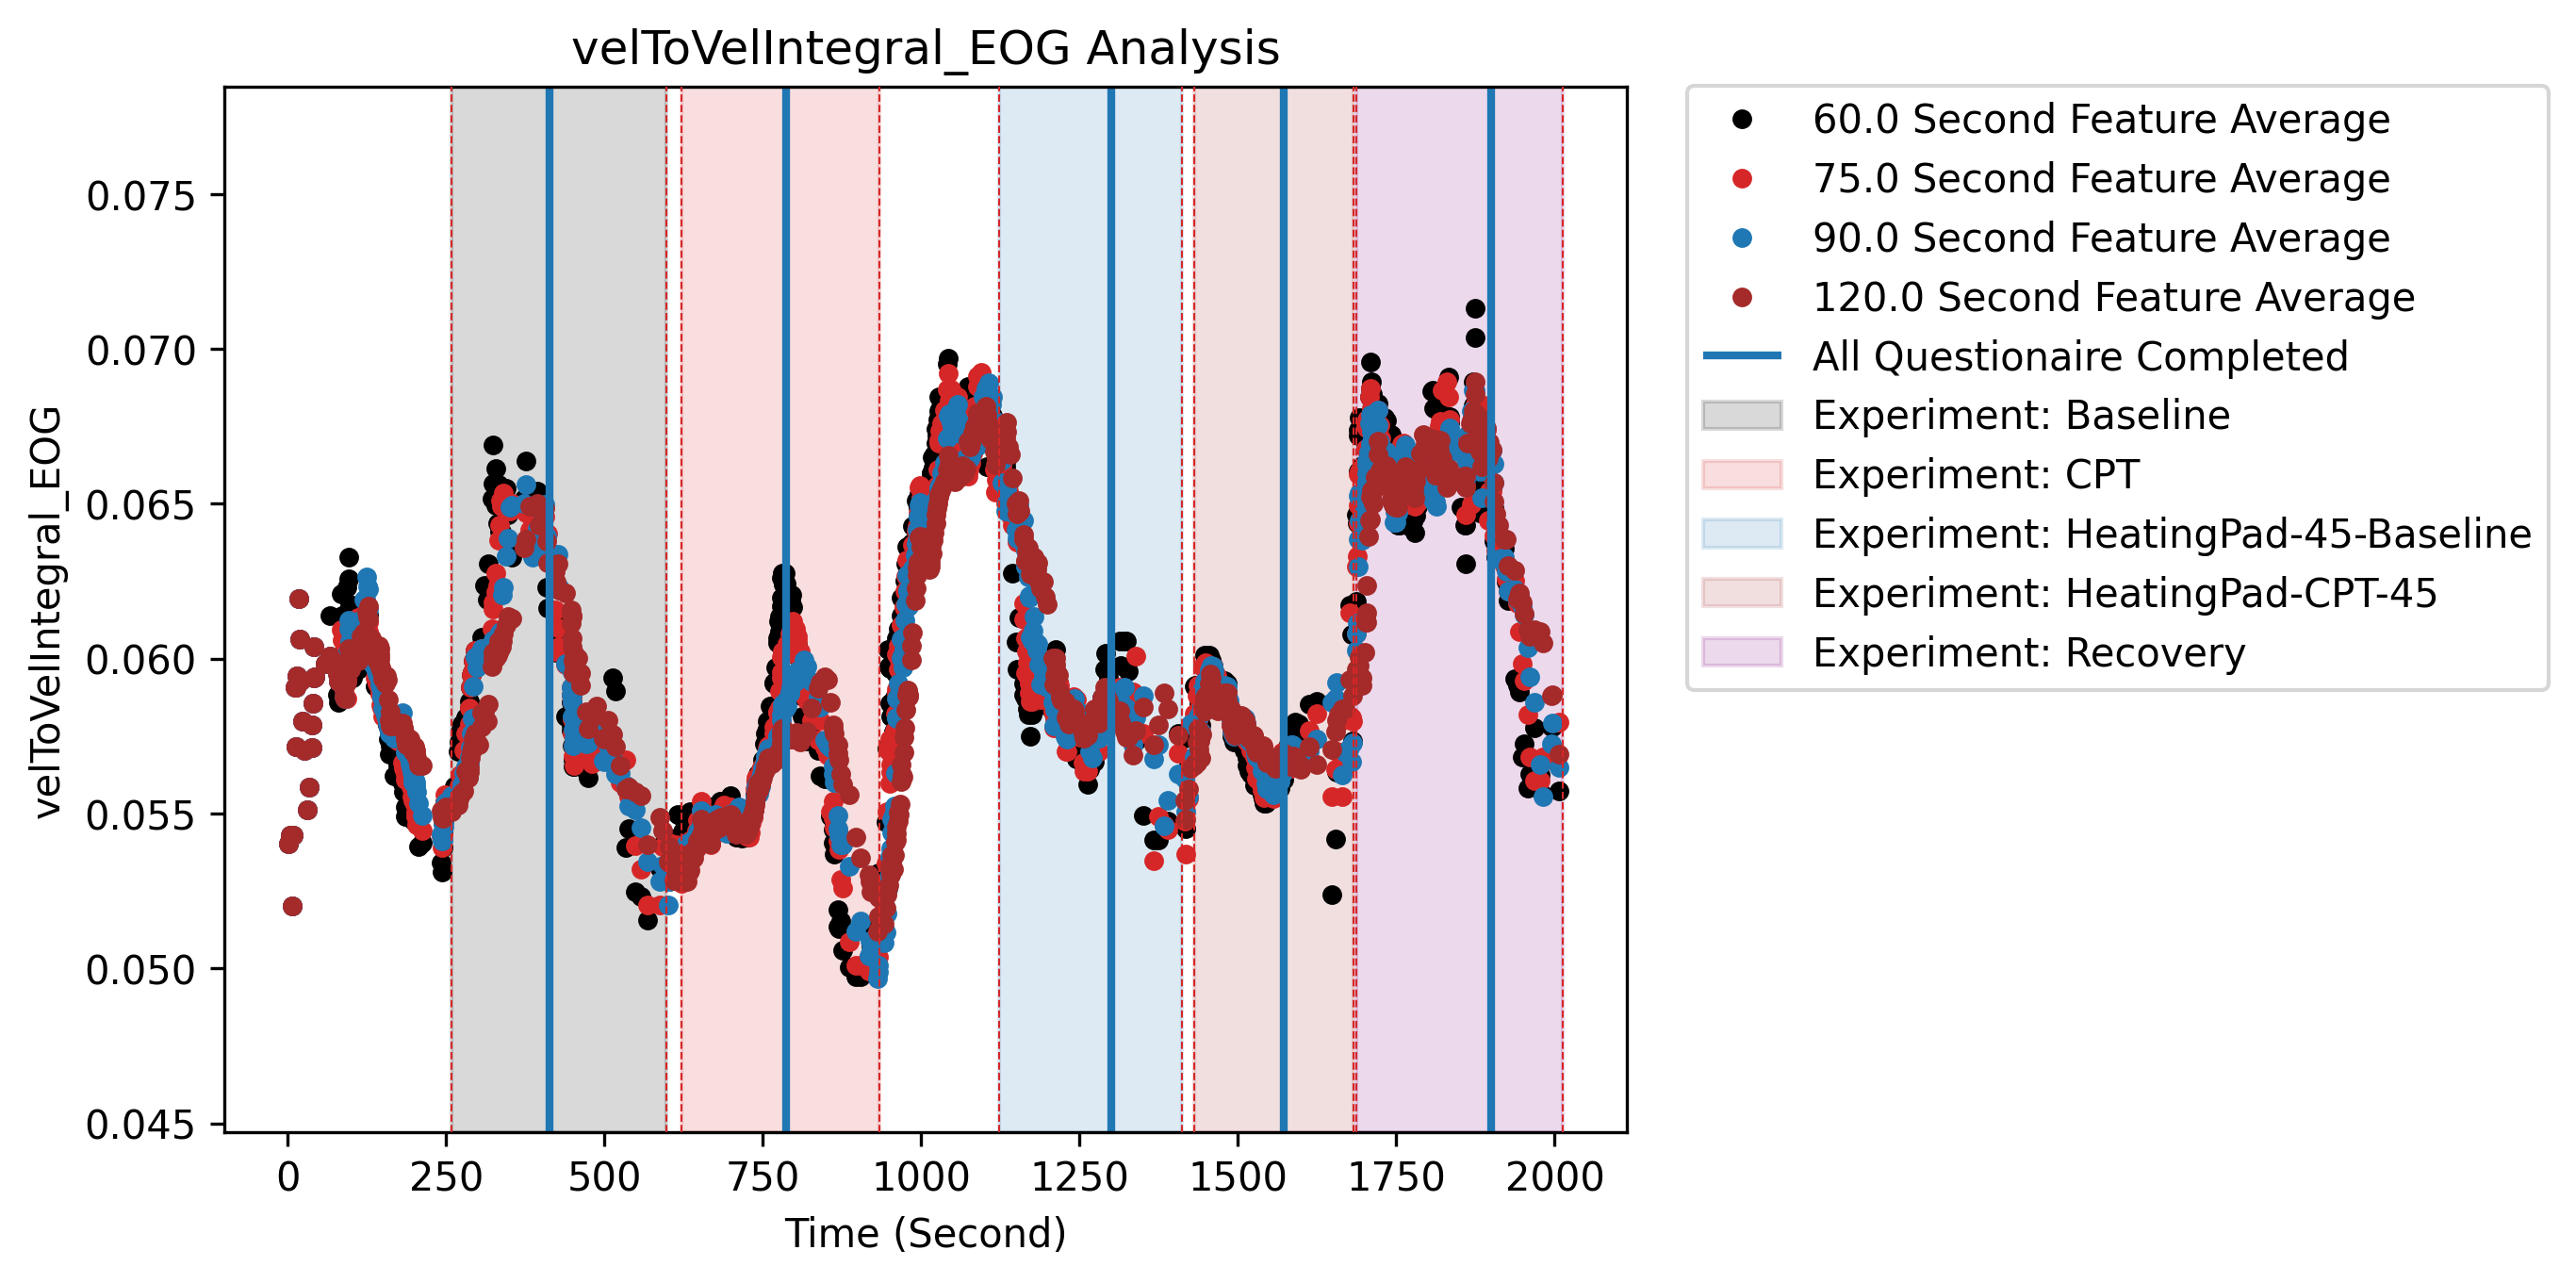 velToVelIntegral_EOG Analysis
velToVelIntegral_EOG
0.075
0.070
0.065
0.060
0.055
0.050
0.045
0
250
500
750
1000
1250
1500
1750
2000
Time (Second)
60.0 Second Feature Average
75.0 Second Feature Average
90.0 Second Feature Average
120.0 Second Feature Average
All Questionaire Completed
Experiment: Baseline
Experiment: CPT
Experiment: HeatingPad-45-Baseline
Experiment: HeatingPad-CPT-45
Experiment: Recovery